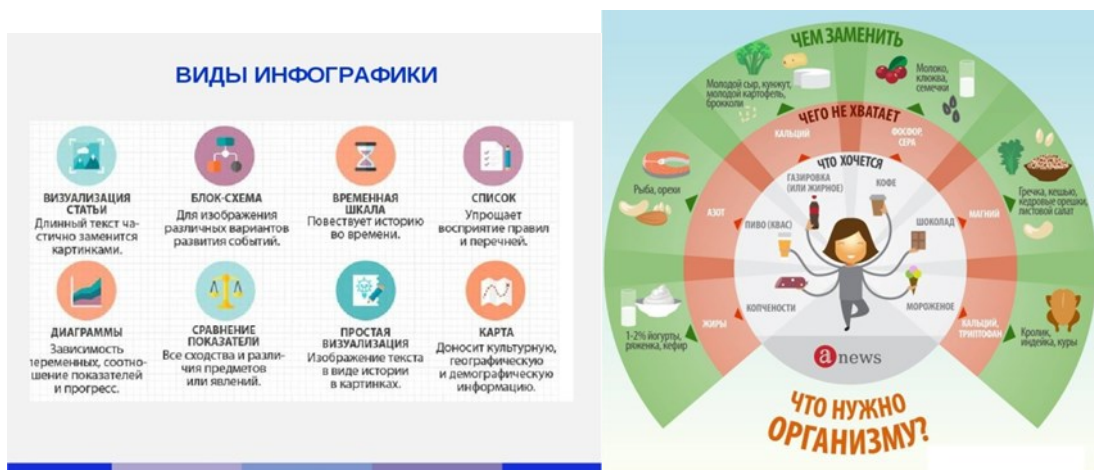 ВИДЫ ИНФОГРАФИКИ
ВИЗУАЛИЗАЦИЯ
СТАТЬИ
Длинный текст ча-
стично заменится
картинками.
БЛОК-СХЕМА
Для изображения
различных вариантов
развития событий.
ВРЕМЕННАЯ
ШКАЛА
Повествует историю
во времени.
СПИСОК
Упрощает
восприятие правил
и перечней.
ДИАГРАММЫ
Зависимость
переменных, соотно-
шение показателей
и прогресс.
СРАВНЕНИЕ
ПОКАЗАТЕЛИ
Все сходства и разли-
чия предметов
или явлений.
ПРОСТАЯ
ВИЗУАЛИЗАЦИЯ
Изображение текста
в виде истории
в картинках.
КАРТА
Доносит культурную,
географическую
и демографическую
информацию.
ЧЕМ ЗАМЕНИТЬ
Молодой сыр, кунжут,
молодой картофель,
брокколи
Молоко,
клюква,
семечки
ЧЕГО НЕ ХВАТАЕТ
КАЛЬЦИЙ
ФОСФОР,
СЕРА
ЧТО ХОЧЕТСЯ
ГАЗИРОВКА
(ИЛИ ЖИРНОЕ)
КОФЕ
Рыба, орехи
АЗОТ
ПИВО (КВАС)
ШОКОЛАД
МАГНИЙ
Гречка, кешью,
кедровые орешки,
листовой салат
1-2% йогурты,
ряженка, кефир
ЖИРЫ
КОПЧЕНОСТИ
МОРОЖЕНОЕ
КАЛЬЦИЙ,
ТРИПТОФАН
Кролик,
индейка, куры
a news
ЧТО НУЖНО
ОРГАНИЗМУ?